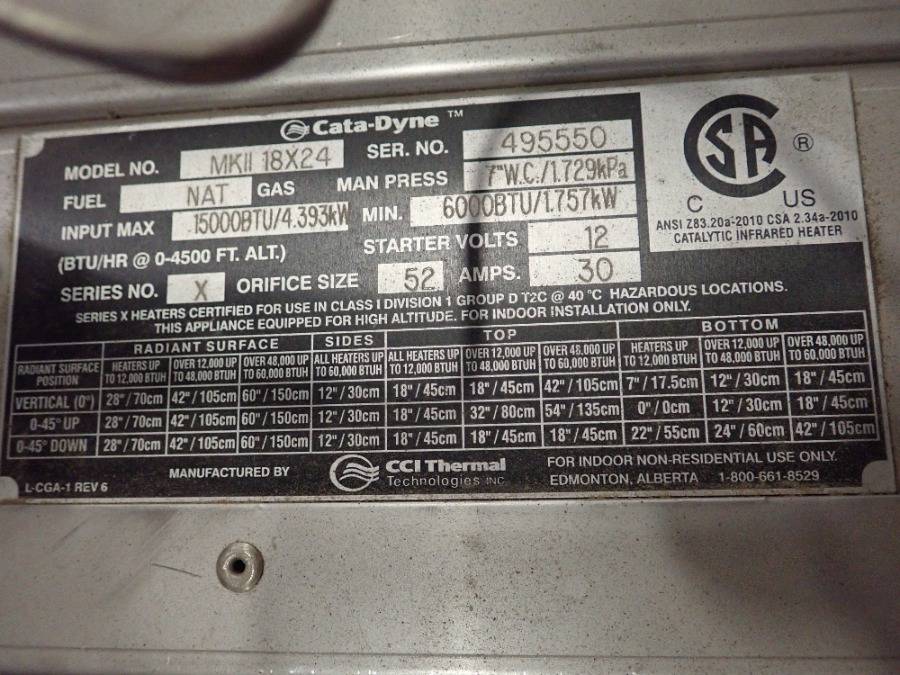 Cata-Dyne ™
MODEL NO. MKII 18X24 SER. NO. 495550
FUEL NAT GAS MAN PRESS 7"W.C./1.729kPa
INPUT MAX 15000BTU/4.393kW MIN. 6000BTU/1.757kW
(BTU/HR @ 0-4500 FT. ALT.) STARTER VOLTS 12
SERIES NO. X ORIFICE SIZE 52 AMPS. 30
CSA ®
C US
ANSI Z83.20a-2010 CSA 2.34a-2010
CATALYTIC INFRARED HEATER
SERIES X HEATERS CERTIFIED FOR USE IN CLASS I DIVISION 1 GROUP D T2C @ 40 °C HAZARDOUS LOCATIONS.
THIS APPLIANCE EQUIPPED FOR HIGH ALTITUDE. FOR INDOOR INSTALLATION ONLY.
RADIANT SURFACE SIDES TOP BOTTOM
RADIANT SURFACE POSITION HEATERS UP TO 12,000 BTUH OVER 12,000 UP TO 48,000 BTUH OVER 48,000 UP TO 60,000 BTUH ALL HEATERS UP TO 60,000 BTUH ALL HEATERS UP TO 12,000 BTUH OVER 12,000 UP TO 48,000 BTUH OVER 48,000 UP TO 60,000 BTUH HEATERS UP TO 12,000 BTUH OVER 12,000 UP TO 48,000 BTUH OVER 48,000 UP TO 60,000 BTUH
VERTICAL (0°) 28"/70cm 42"/105cm 60"/150cm 12"/30cm 18"/45cm 18"/45cm 42"/105cm 7"/17.5cm 12"/30cm 18"/45cm
0-45° UP 28"/70cm 42"/105cm 60"/150cm 12"/30cm 18"/45cm 32"/80cm 54"/135cm 0"/0cm 12"/30cm 18"/45cm
0-45° DOWN 28"/70cm 42"/105cm 60"/150cm 12"/30cm 18"/45cm 18"/45cm 18"/45cm 22"/55cm 24"/60cm 42"/105cm
MANUFACTURED BY CCI Thermal Technologies INC. FOR INDOOR NON-RESIDENTIAL USE ONLY.
L-CGA-1 REV 6 EDMONTON, ALBERTA 1-800-661-8529